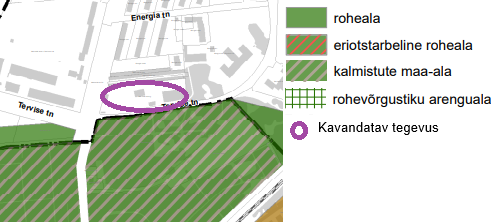 Energia tn
Tervise tn
Tervise tn
roheala
eriotstarbeline roheala
kalmistute maa-ala
rohevõrgustiku arenguala
Kavandatav tegevus